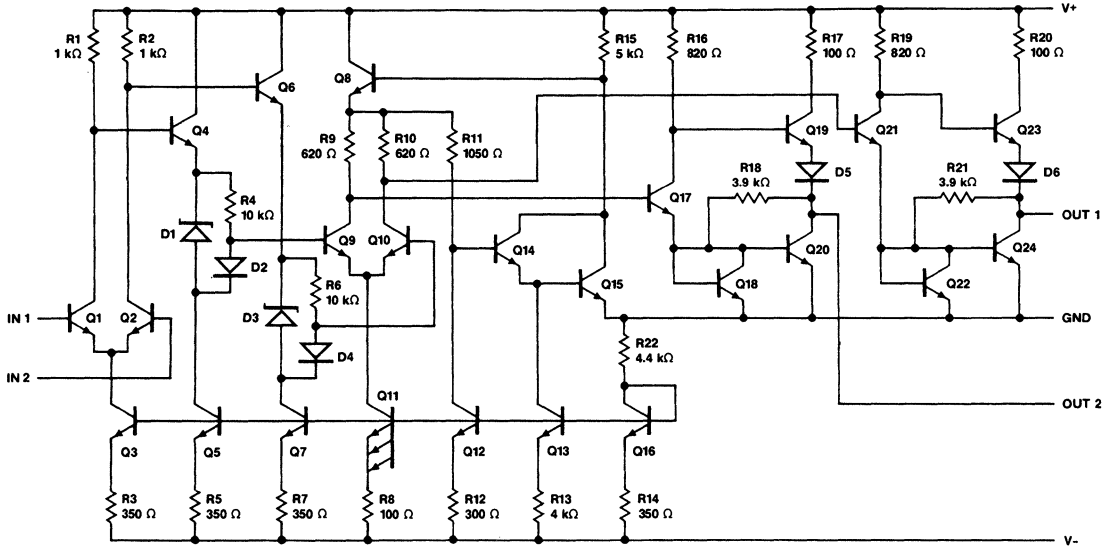 V+
R1
1 kΩ
R2
1 kΩ
R15
5 kΩ
R16
820 Ω
R17
100 Ω
R19
820 Ω
R20
100 Ω
Q8
Q6
Q4
Q19
Q21
Q23
R9
620 Ω
R10
620 Ω
R11
1050 Ω
R18
3.9 kΩ
D5
R21
3.9 kΩ
D6
R4
10 kΩ
Q17
OUT 1
D1
D2
Q9
Q10
Q14
Q20
Q24
R6
10 kΩ
Q15
Q18
Q22
IN 1
Q1
Q2
D3
D4
GND
R22
4.4 kΩ
IN 2
Q11
OUT 2
Q3
Q5
Q7
Q12
Q13
Q16
R3
350 Ω
R5
350 Ω
R7
350 Ω
R8
100 Ω
R12
300 Ω
R13
4 kΩ
R14
350 Ω
V–